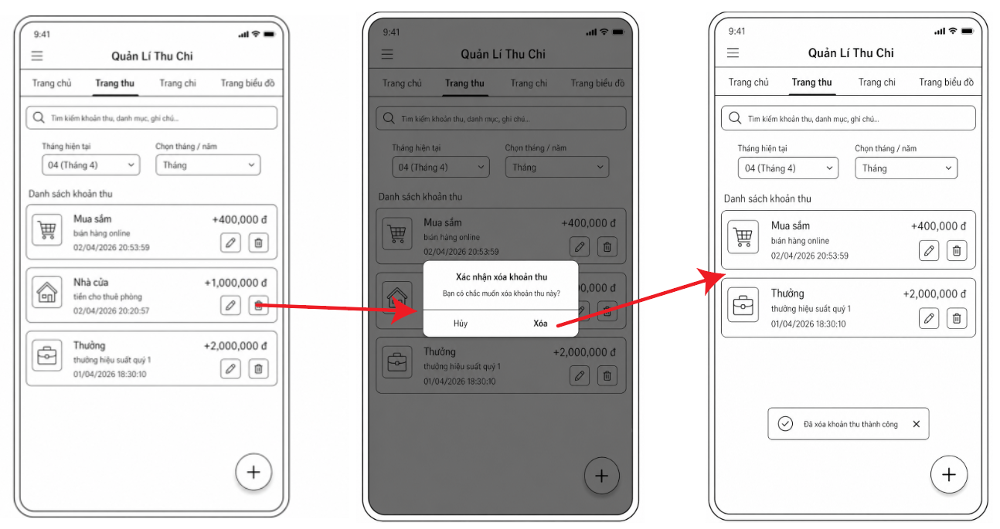 9:41
Quản Lí Thu Chi
Trang chủ Trang thu Trang chi Trang biểu đồ
Tìm kiếm khoản thu, danh mục, ghi chú...
Tháng hiện tại Chọn tháng / năm
04 (Tháng 4) Tháng
Danh sách khoản thu
Mua sắm +400,000 đ
bán hàng online
02/04/2026 20:53:59
Nhà cửa +1,000,000 đ
tiền cho thuê phòng
02/04/2026 20:20:57
Thưởng +2,000,000 đ
thưởng hiệu suất quý 1
01/04/2026 18:30:10
9:41
Quản Lí Thu Chi
Trang chủ Trang thu Trang chi Trang biểu đồ
Tìm kiếm khoản thu, danh mục, ghi chú...
Tháng hiện tại Chọn tháng / năm
04 (Tháng 4) Tháng
Danh sách khoản thu
Mua sắm +400,000 đ
bán hàng online
02/04/2026 20:53:59
Xác nhận xóa khoản thu
Bạn có chắc muốn xóa khoản thu này?
00,000 đ
Hủy Xóa
Thưởng +2,000,000 đ
thưởng hiệu suất quý 1
01/04/2026 18:30:10
9:41
Quản Lí Thu Chi
Trang chủ Trang thu Trang chi Trang biểu đồ
Tìm kiếm khoản thu, danh mục, ghi chú...
Tháng hiện tại Chọn tháng / năm
04 (Tháng 4) Tháng
Danh sách khoản thu
Mua sắm +400,000 đ
bán hàng online
02/04/2026 20:53:59
Thưởng +2,000,000 đ
thưởng hiệu suất quý 1
01/04/2026 18:30:10
Đã xóa khoản thu thành công